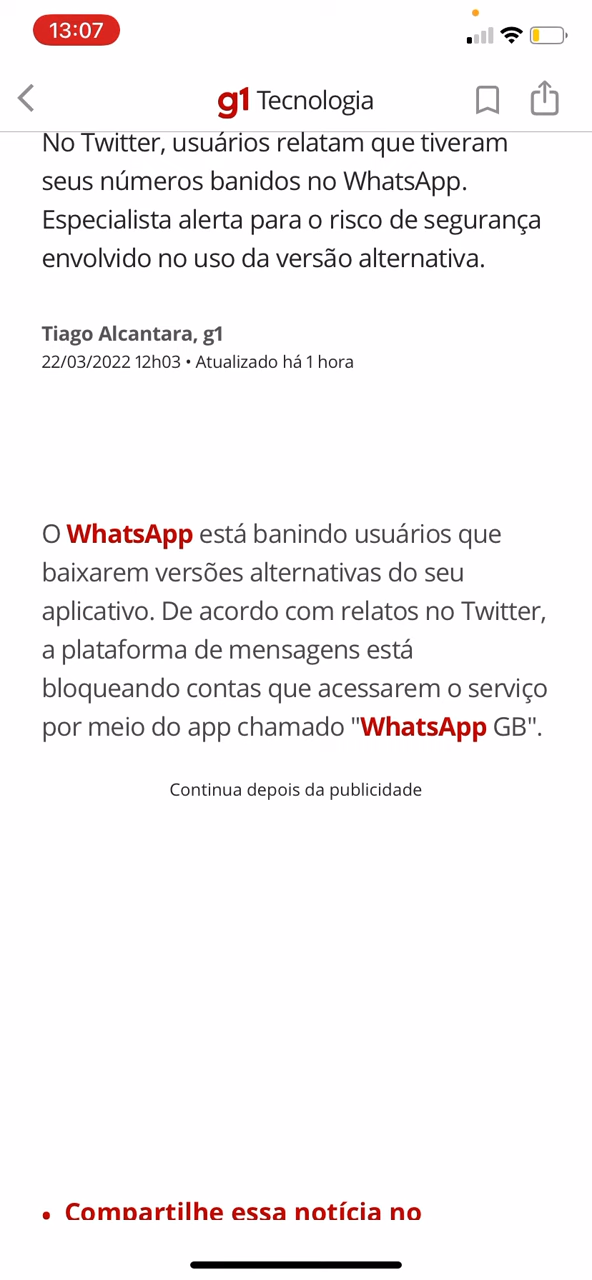 13:07
g1 Tecnologia
No Twitter, usuários relatam que tiveram
seus números banidos no WhatsApp.
Especialista alerta para o risco de segurança
envolvido no uso da versão alternativa.
Tiago Alcantara, g1
22/03/2022 12h03 • Atualizado há 1 hora
O WhatsApp está banindo usuários que
baixarem versões alternativas do seu
aplicativo. De acordo com relatos no Twitter,
a plataforma de mensagens está
bloqueando contas que acessarem o serviço
por meio do app chamado "WhatsApp GB".
Continua depois da publicidade
• Compartilhe essa notícia no